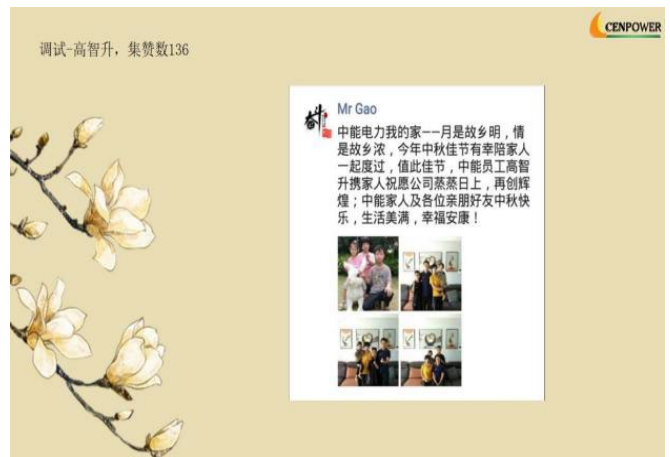 CENPOWER
调试-高智升，集赞数136
Mr Gao
中能电力我的家——月是故乡明，情
是故乡浓，今年中秋佳节有幸陪家人
一起度过，值此佳节，中能员工高智
升携家人祝愿公司蒸蒸日上，再创辉
煌；中能家人及各位亲朋好友中秋快
乐，生活美满，幸福安康！